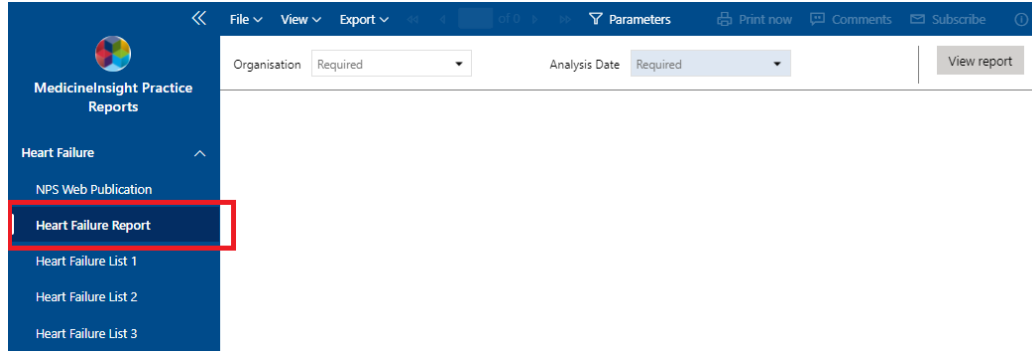 File View Export of 0 Parameters Print now Comments Subscribe
Organisation Required Analysis Date Required View report
MedicineInsight Practice
Reports
Heart Failure
NPS Web Publication
Heart Failure Report
Heart Failure List 1
Heart Failure List 2
Heart Failure List 3